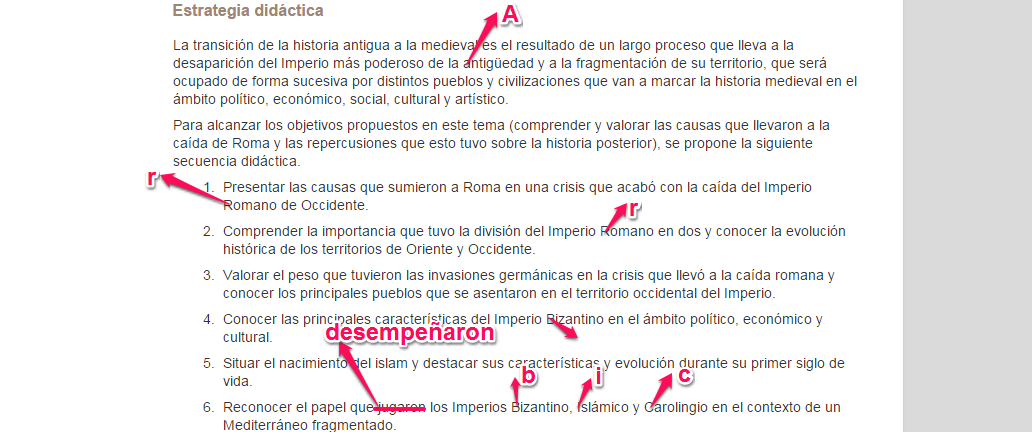 Estrategia didáctica
A
La transición de la historia antigua a la medieval es el resultado de un largo proceso que lleva a la
desaparición del Imperio más poderoso de la antigüedad y a la fragmentación de su territorio, que será
ocupado de forma sucesiva por distintos pueblos y civilizaciones que van a marcar la historia medieval en el
ámbito político, económico, social, cultural y artístico.
Para alcanzar los objetivos propuestos en este tema (comprender y valorar las causas que llevaron a la
caída de Roma y las repercusiones que esto tuvo sobre la historia posterior), se propone la siguiente
secuencia didáctica.
r
1. Presentar las causas que sumieron a Roma en una crisis que acabó con la caída del Imperio
Romano de Occidente.
r
2. Comprender la importancia que tuvo la división del Imperio Romano en dos y conocer la evolución
histórica de los territorios de Oriente y Occidente.
3. Valorar el peso que tuvieron las invasiones germánicas en la crisis que llevó a la caída romana y
conocer los principales pueblos que se asentaron en el territorio occidental del Imperio.
4. Conocer las principales características del Imperio Bizantino en el ámbito político, económico y
cultural.
desempeñaron
5. Situar el nacimiento del islam y destacar sus características y evolución durante su primer siglo de
vida.
b i c
6. Reconocer el papel que jugaron los Imperios Bizantino, Islámico y Carolingio en el contexto de un
Mediterráneo fragmentado.